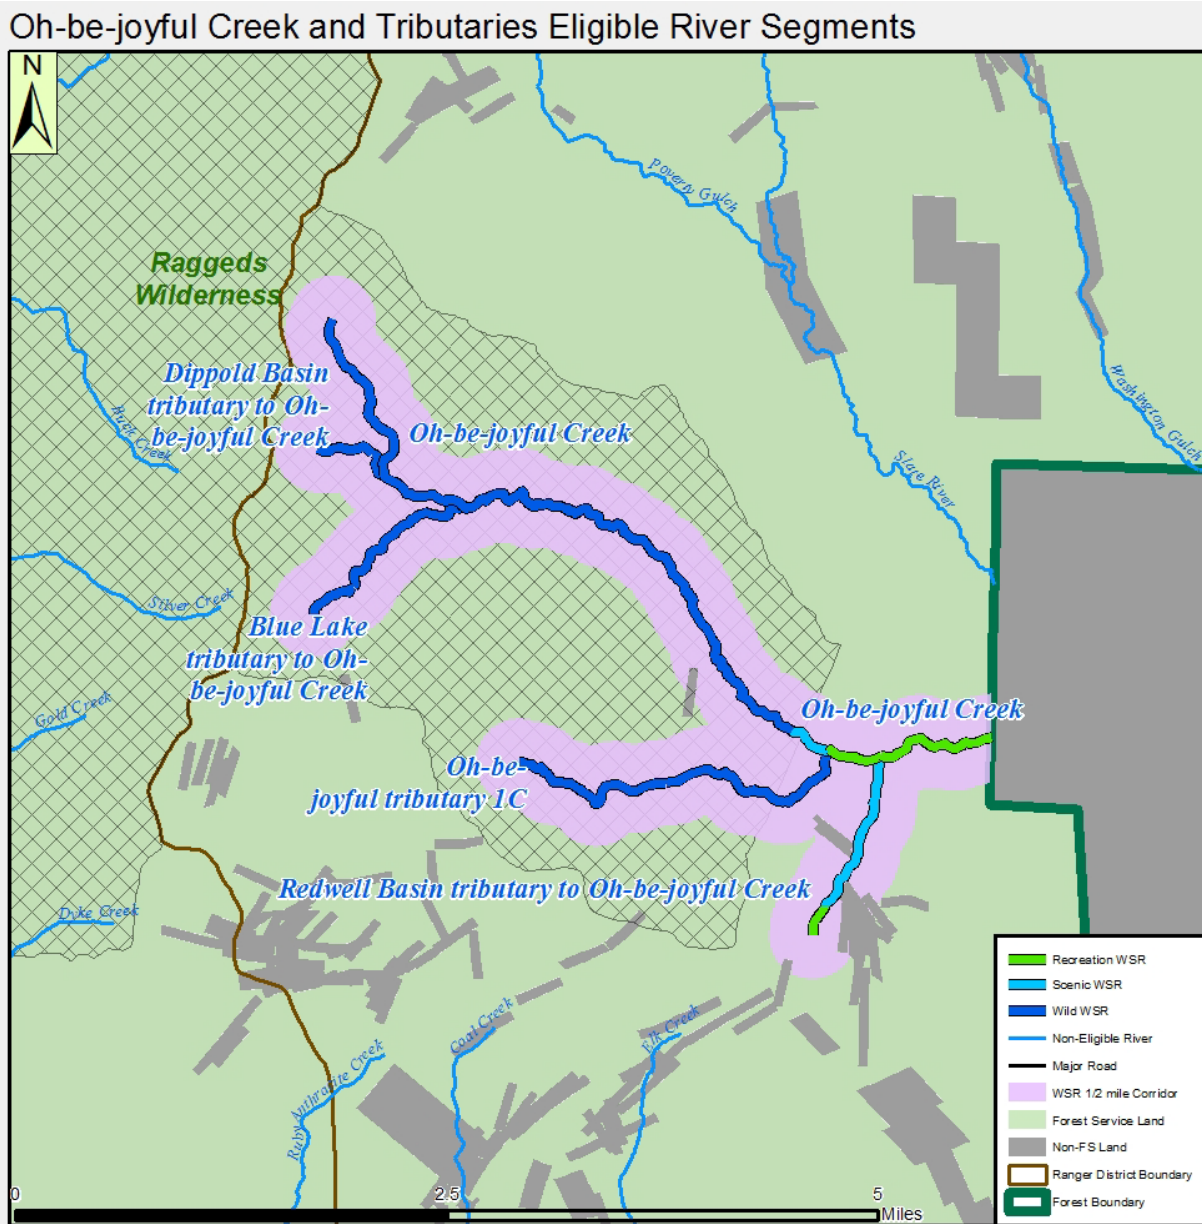 Oh-be-joyful Creek and Tributaries Eligible River Segments
N
Poverty Gulch
Raggeds
Wilderness
Dippold Basin
tributary to Oh-
be-joyful Creek
Oh-be-joyful Creek
Buck Creek
Washington Gulch
Slate River
Silver Creek
Blue Lake
tributary to Oh-
be-joyful Creek
Gold Creek
Oh-be-joyful Creek
Oh-be-
joyful tributary 1C
Redwell Basin tributary to Oh-be-joyful Creek
Dyke Creek
Coal Creek
Elk Creek
Ruby Anthracite Creek
Recreation WSR
Scenic WSR
Wild WSR
Non-Eligible River
Major Road
WSR 1/2 mile Corridor
Forest Service Land
Non-FS Land
Ranger District Boundary
Forest Boundary
0
2.5
5
Miles